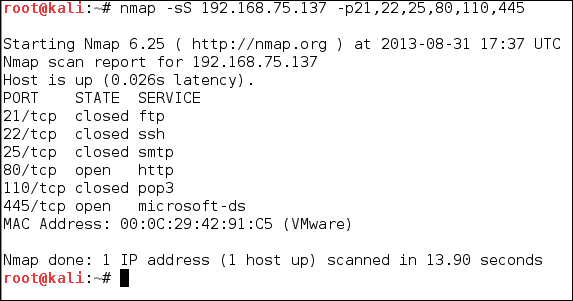 root@kali:~# nmap -sS 192.168.75.137 -p21,22,25,80,110,445
Starting Nmap 6.25 ( http://nmap.org ) at 2013-08-31 17:37 UTC
Nmap scan report for 192.168.75.137
Host is up (0.026s latency).
PORT    STATE  SERVICE
21/tcp  closed ftp
22/tcp  closed ssh
25/tcp  closed smtp
80/tcp  open   http
110/tcp closed pop3
445/tcp open   microsoft-ds
MAC Address: 00:0C:29:42:91:C5 (VMware)
Nmap done: 1 IP address (1 host up) scanned in 13.90 seconds
root@kali:~#